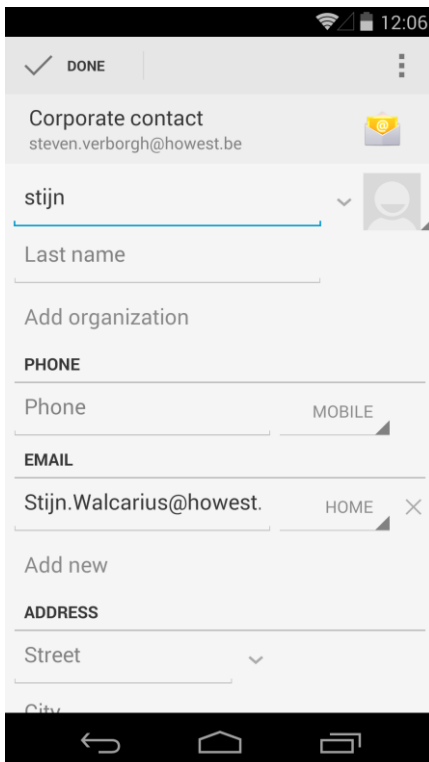 12:06
DONE
Corporate contact
steven.verborgh@howest.be
stijn
Last name
Add organization
PHONE
Phone MOBILE
EMAIL
Stijn.Walcarius@howest. HOME
Add new
ADDRESS
Street
City